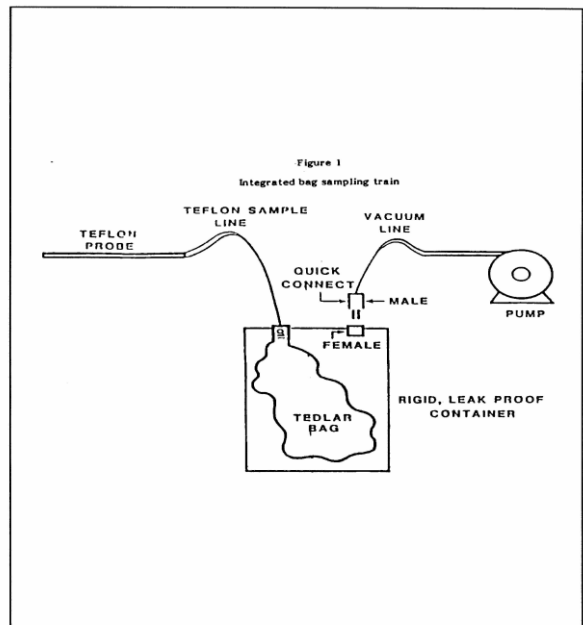 Figure 1
Integrated bag sampling train
TEFLON SAMPLE
LINE
VACUUM
LINE
TEFLON
PROBE
QUICK
CONNECT
MALE
PUMP
FEMALE
RIGID, LEAK PROOF
CONTAINER
TEDLAR
BAG